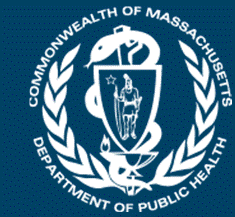 COMMONWEALTH OF MASSACHUSETTS
DEPARTMENT OF PUBLIC HEALTH